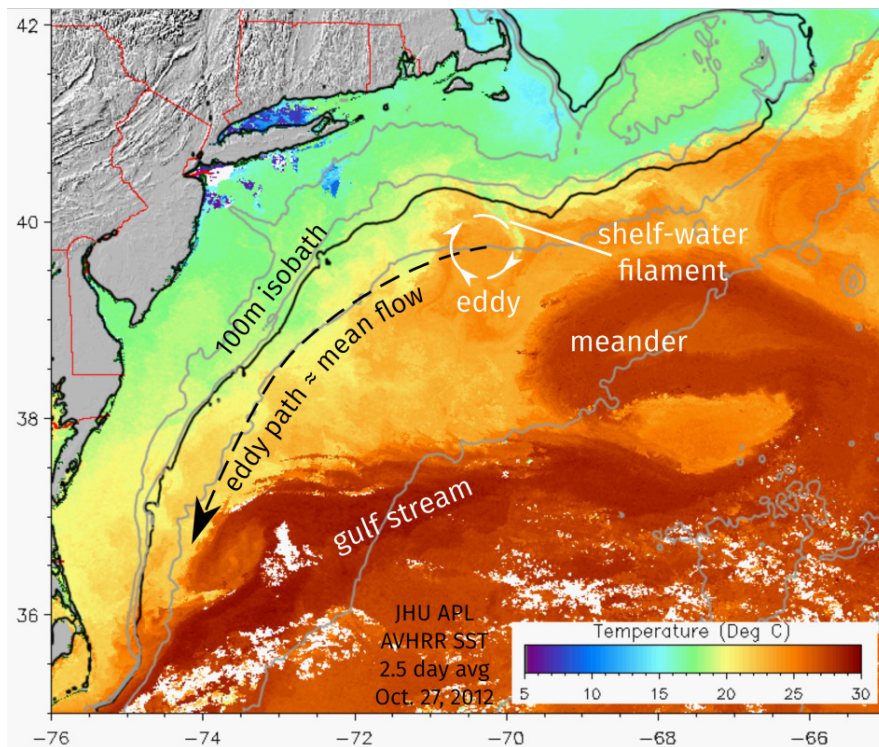 42
40
38
36
100m isobath
eddy path ≈ mean flow
shelf-water
filament
eddy
meander
gulf stream
JHU APL
AVHRR SST
2.5 day avg
Oct. 27, 2012
Temperature (Deg C)
5 10 15 20 25 30
−76 −74 −72 −70 −68 −66